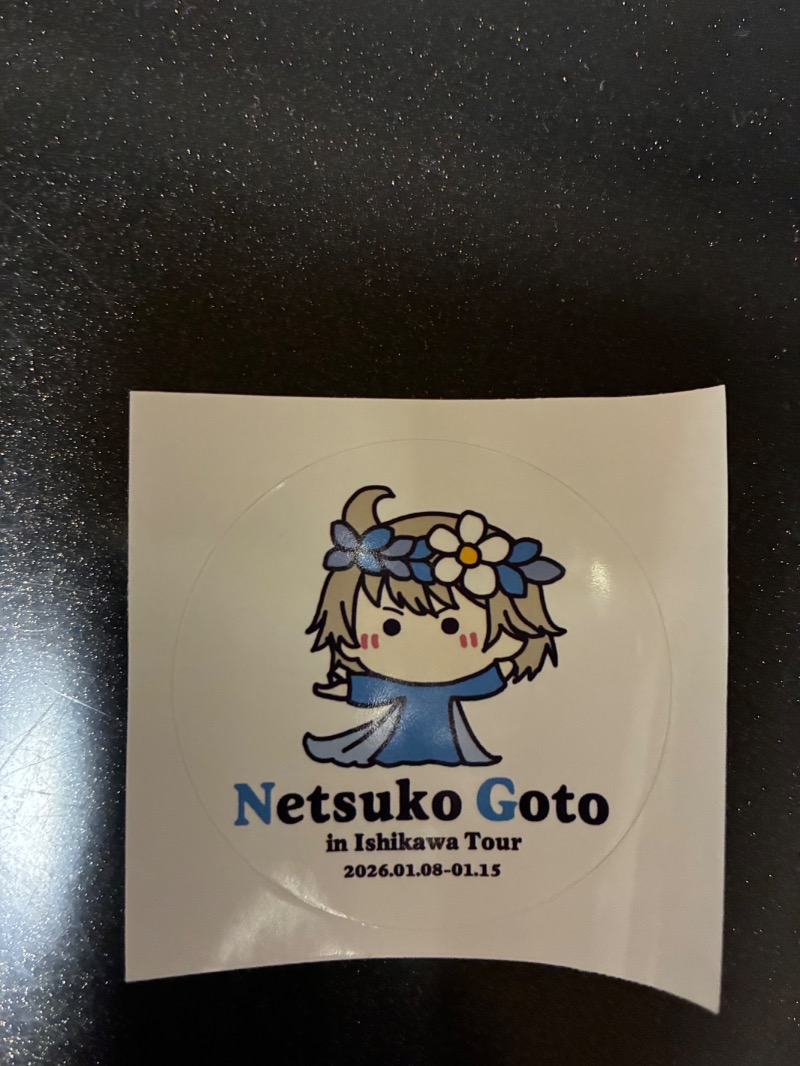 Netsuko Goto
in Ishikawa Tour
2026.01.08-01.15